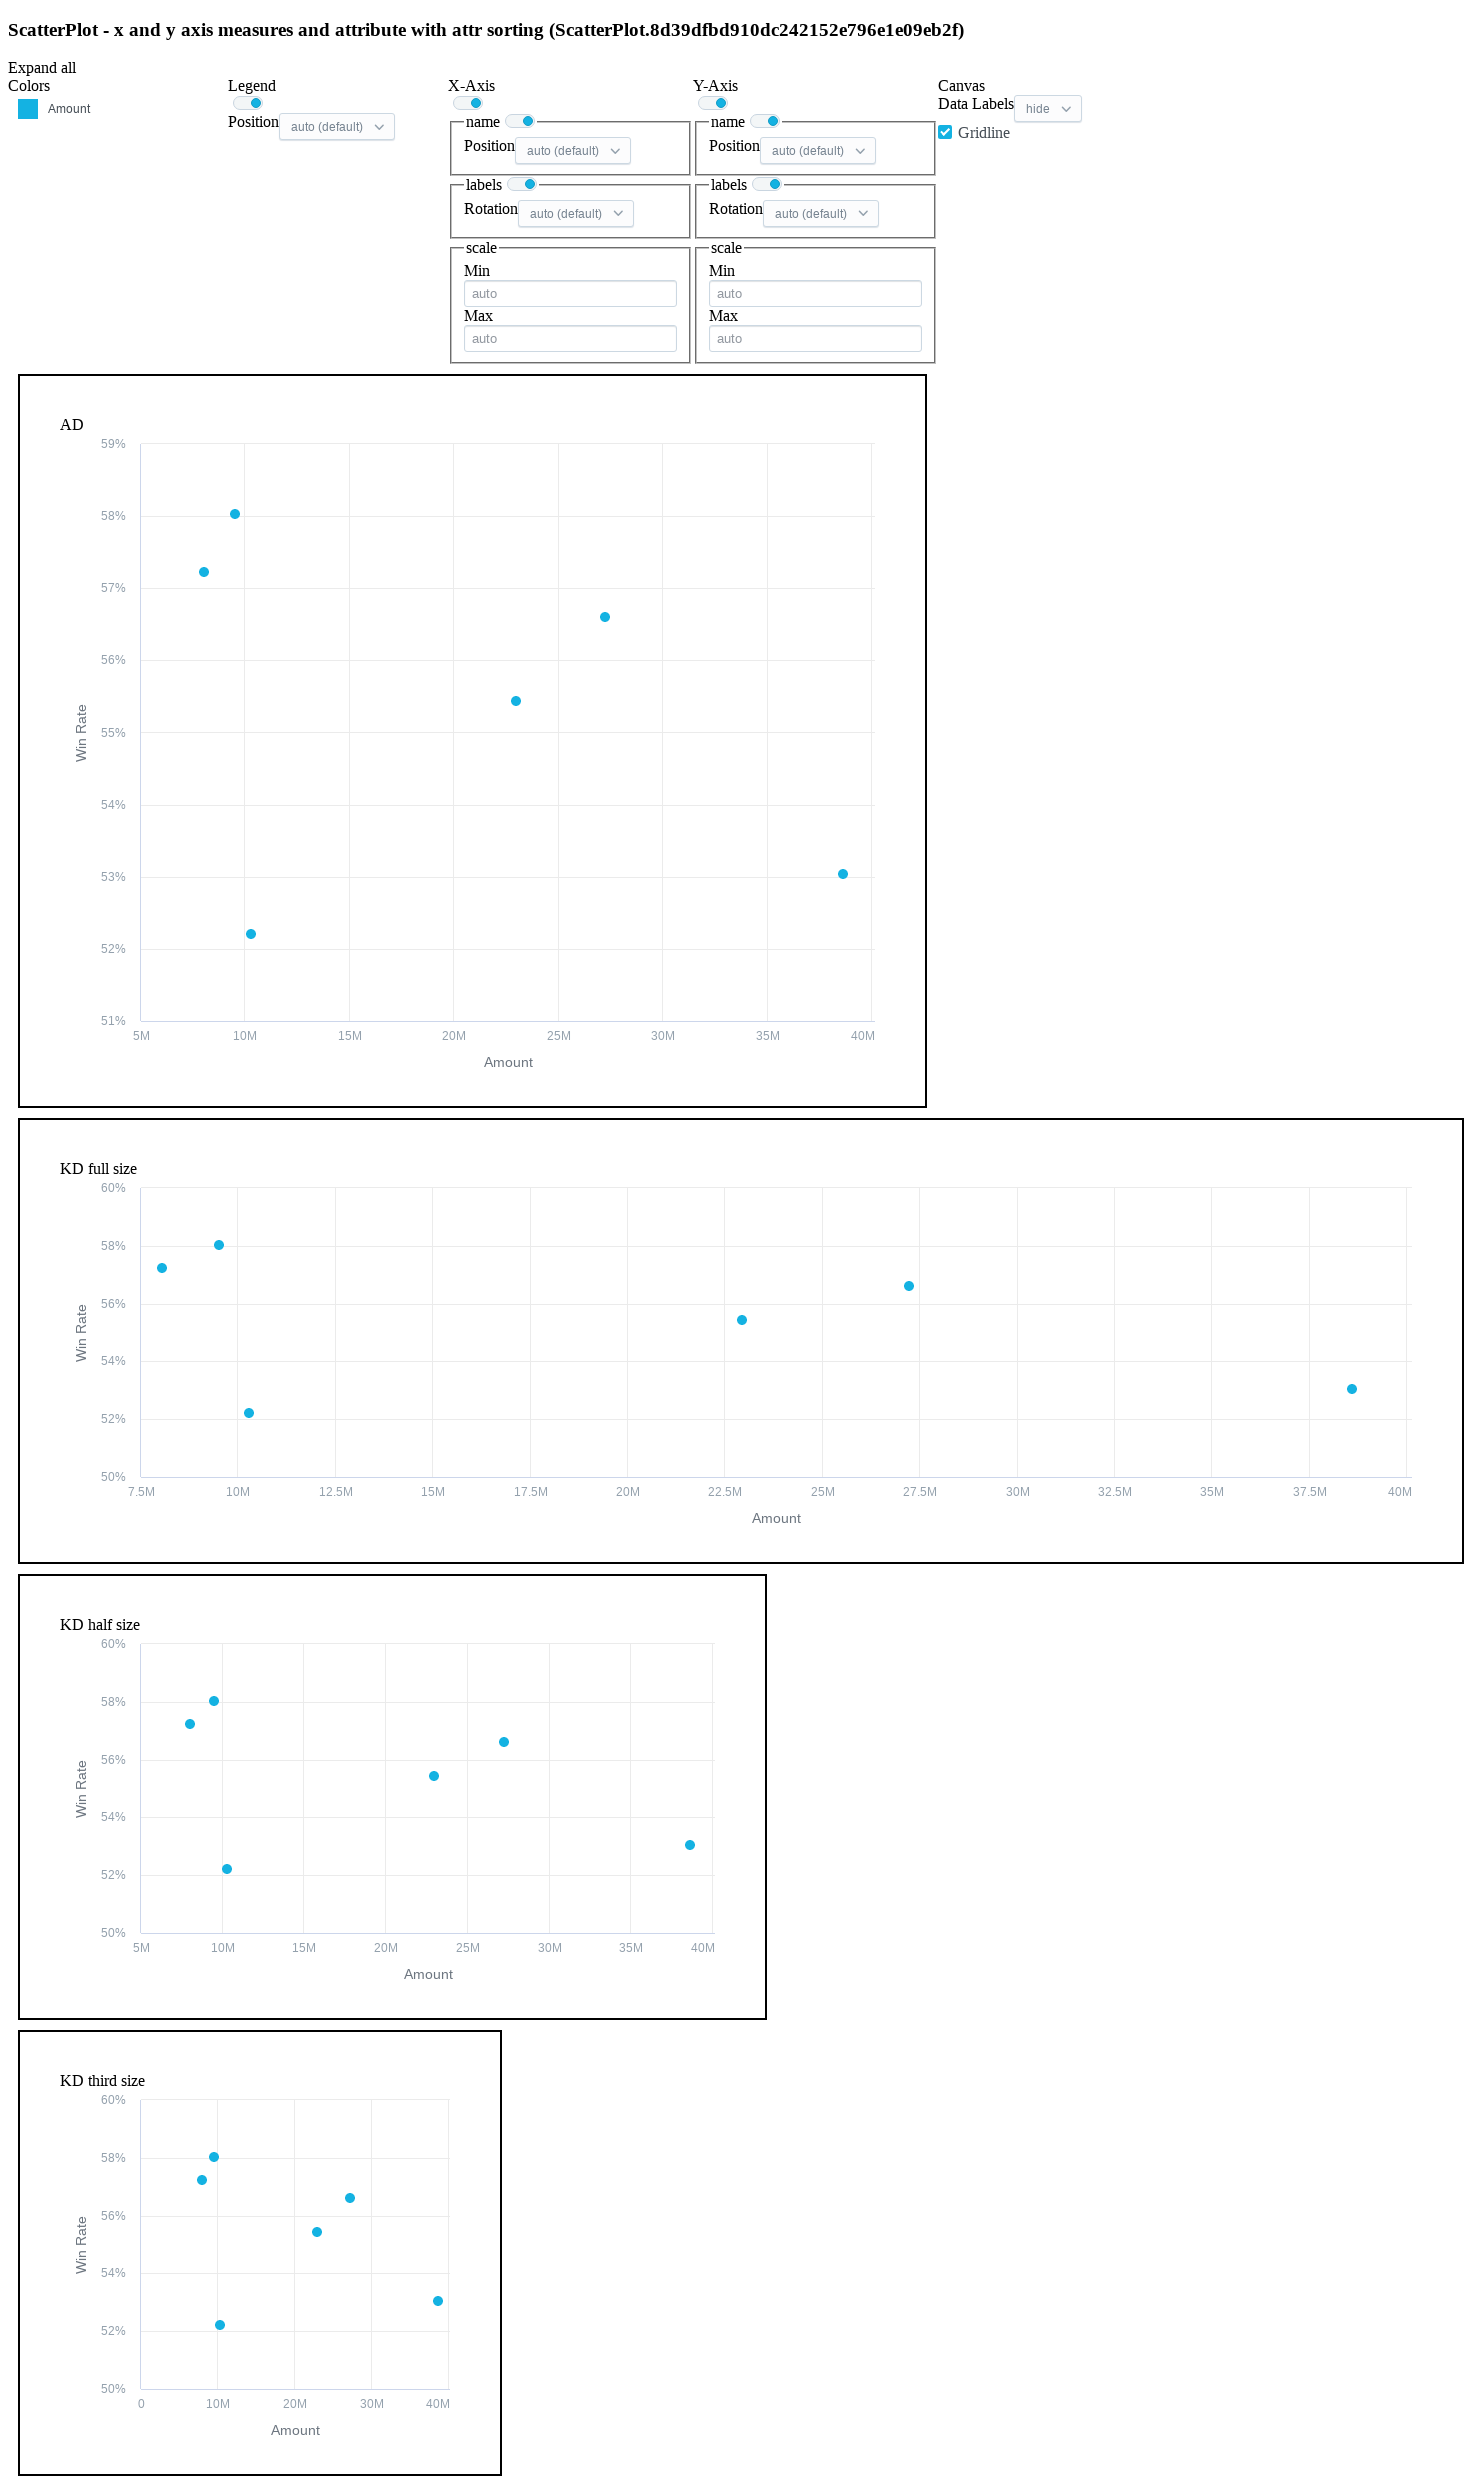 ScatterPlot - x and y axis measures and attribute with attr sorting (ScatterPlot.8d39dfbd910dc242152e796e1e09eb2f)
Expand all
Colors
Amount
Legend
Position auto (default)
X-Axis
name
Position auto (default)
labels
Rotation auto (default)
scale
Min
auto
Max
auto
Y-Axis
name
Position auto (default)
labels
Rotation auto (default)
scale
Min
auto
Max
auto
Canvas
Data Labels hide
Gridline
AD
59%
58%
57%
56%
55%
54%
53%
52%
51%
Win Rate
5M 10M 15M 20M 25M 30M 35M 40M
Amount
KD full size
60%
58%
56%
54%
52%
50%
Win Rate
7.5M 10M 12.5M 15M 17.5M 20M 22.5M 25M 27.5M 30M 32.5M 35M 37.5M 40M
Amount
KD half size
60%
58%
56%
54%
52%
50%
Win Rate
5M 10M 15M 20M 25M 30M 35M 40M
Amount
KD third size
60%
58%
56%
54%
52%
50%
Win Rate
0 10M 20M 30M 40M
Amount